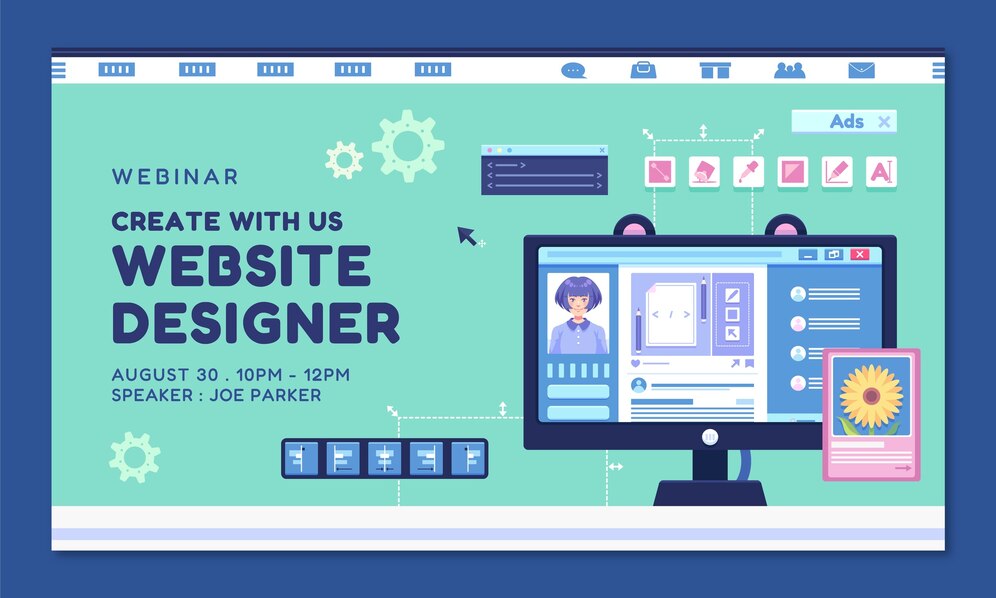 Ads
WEBINAR
CREATE WITH US
WEBSITE
DESIGNER
AUGUST 30 . 10PM - 12PM
SPEAKER : JOE PARKER
A
< / >